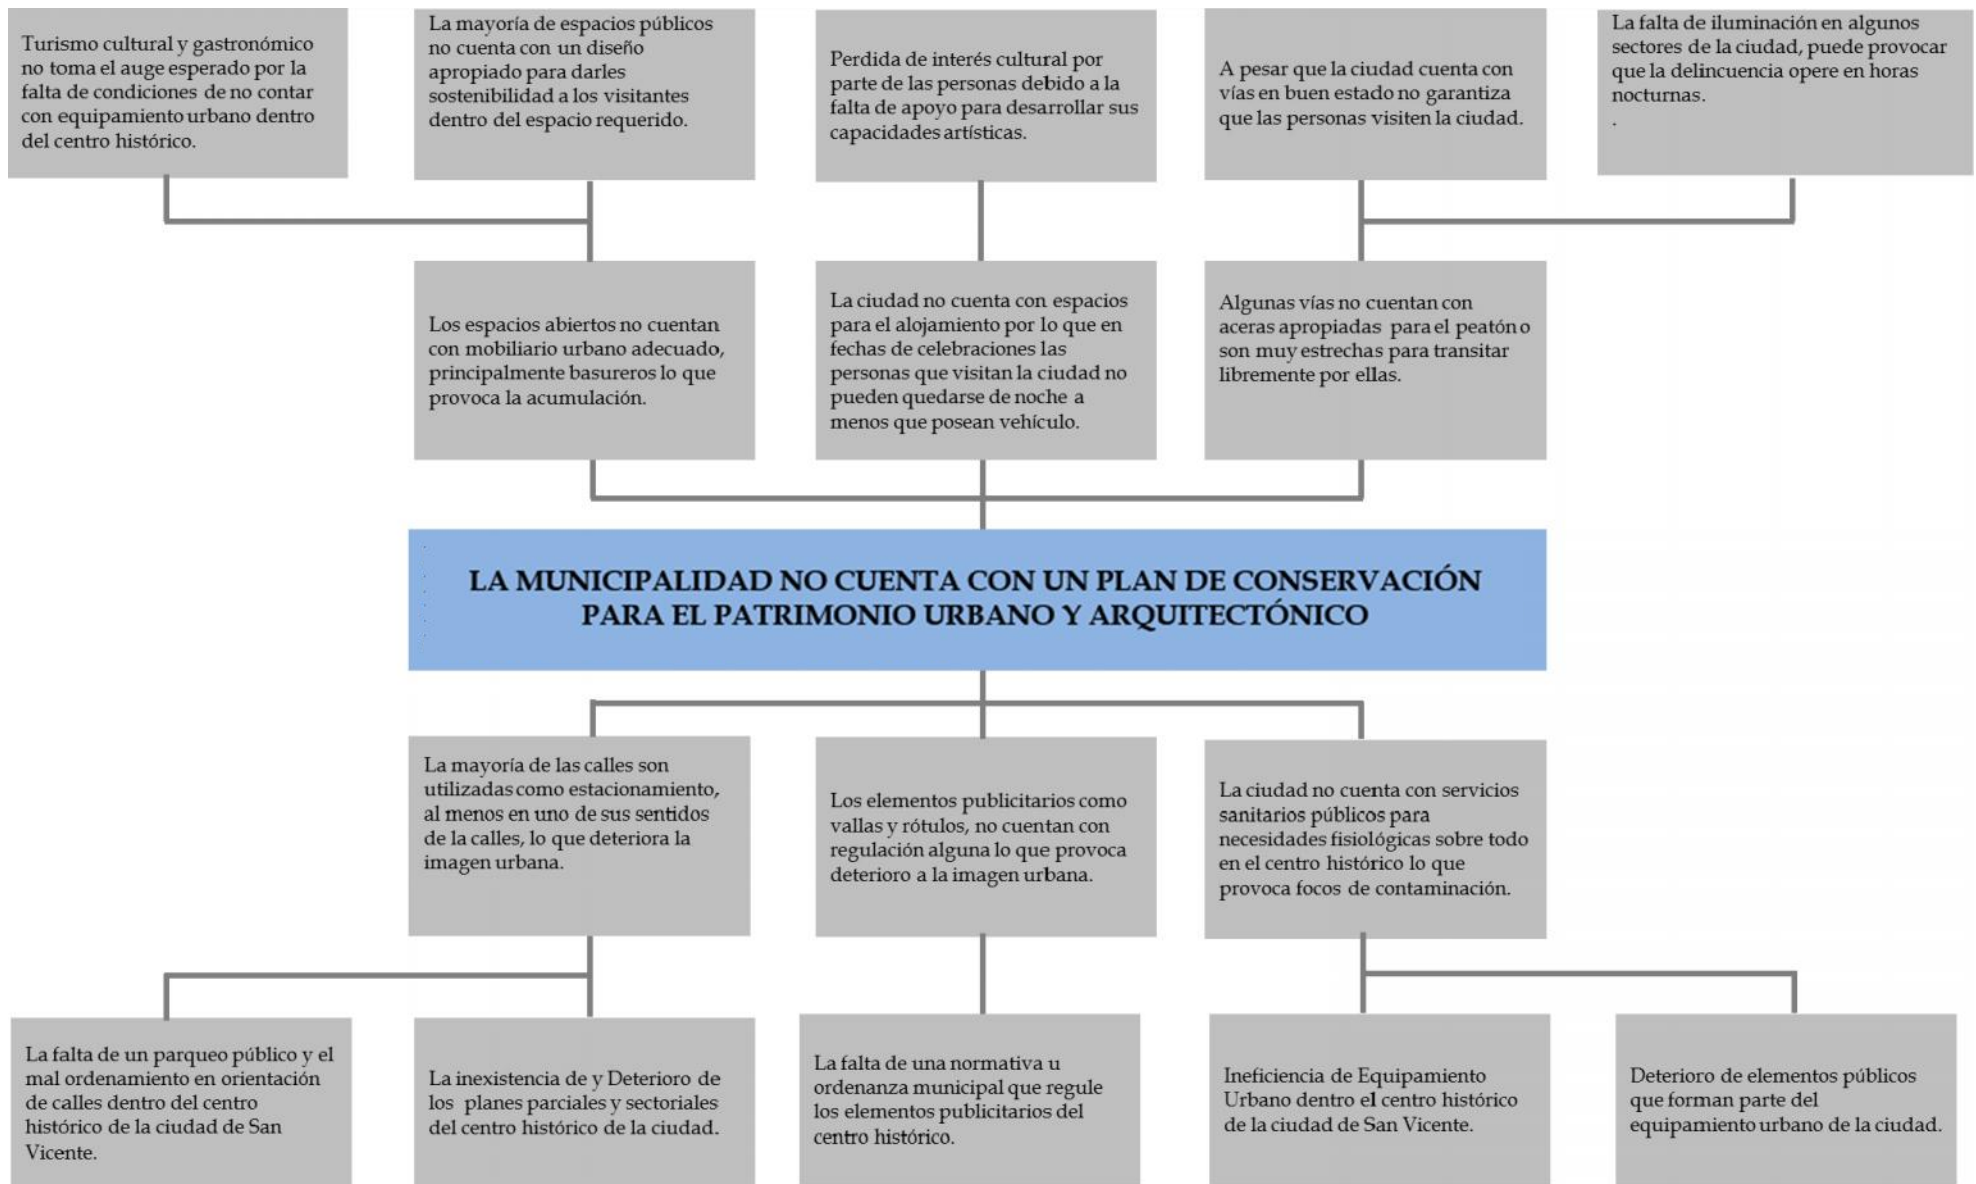 Turismo cultural y gastronómico
no toma el auge esperado por la
falta de condiciones de no contar
con equipamiento urbano dentro
del centro histórico.
La mayoría de espacios públicos
no cuenta con un diseño
apropiado para darles
sostenibilidad a los visitantes
dentro del espacio requerido.
Perdida de interés cultural por
parte de las personas debido a la
falta de apoyo para desarrollar sus
capacidades artísticas.
A pesar que la ciudad cuenta con
vías en buen estado no garantiza
que las personas visiten la ciudad.
La falta de iluminación en algunos
sectores de la ciudad, puede provocar
que la delincuencia opere en horas
nocturnas.
.
Los espacios abiertos no cuentan
con mobiliario urbano adecuado,
principalmente basureros lo que
provoca la acumulación.
La ciudad no cuenta con espacios
para el alojamiento por lo que en
fechas de celebraciones las
personas que visitan la ciudad no
pueden quedarse de noche a
menos que posean vehículo.
Algunas vías no cuentan con
aceras apropiadas para el peatón o
son muy estrechas para transitar
libremente por ellas.
LA MUNICIPALIDAD NO CUENTA CON UN PLAN DE CONSERVACIÓN
PARA EL PATRIMONIO URBANO Y ARQUITECTÓNICO
La mayoría de las calles son
utilizadas como estacionamiento,
al menos en uno de sus sentidos
de la calles, lo que deteriora la
imagen urbana.
Los elementos publicitarios como
vallas y rótulos, no cuentan con
regulación alguna lo que provoca
deterioro a la imagen urbana.
La ciudad no cuenta con servicios
sanitarios públicos para
necesidades fisiológicas sobre todo
en el centro histórico lo que
provoca focos de contaminación.
La falta de un parqueo público y el
mal ordenamiento en orientación
de calles dentro del centro
histórico de la ciudad de San
Vicente.
La inexistencia de y Deterioro de
los planes parciales y sectoriales
del centro histórico de la ciudad.
La falta de una normativa u
ordenanza municipal que regule
los elementos publicitarios del
centro histórico.
Ineficiencia de Equipamiento
Urbano dentro el centro histórico
de la ciudad de San Vicente.
Deterioro de elementos públicos
que forman parte del
equipamiento urbano de la ciudad.